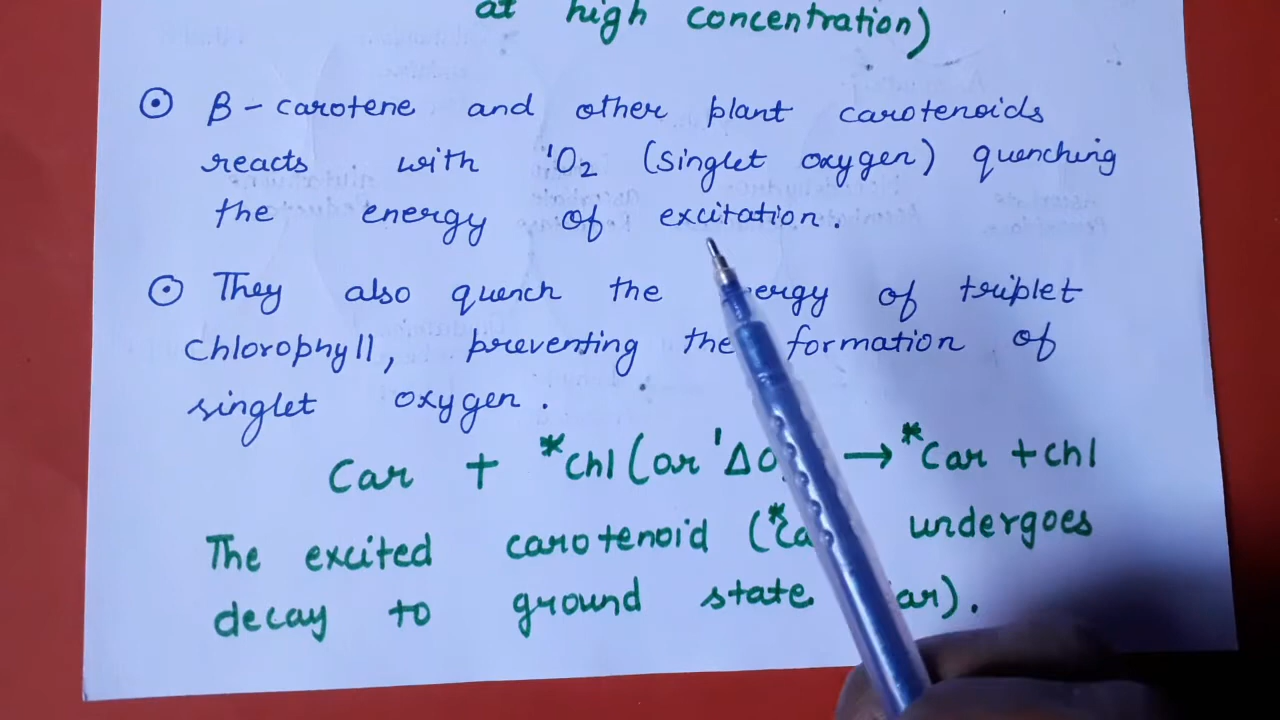 at high concentration)
⊙ β - carotene and other plant carotenoids
reacts with ¹O₂ (singlet oxygen) quenching
the energy of excitation.
⊙ They also quench the ergy of triplet
chlorophyll, preventing the formation of
singlet oxygen.
Car + *chl (or ¹ΔO → *Car + chl
The excited carotenoid (*Ca undergoes
decay to ground state ar).